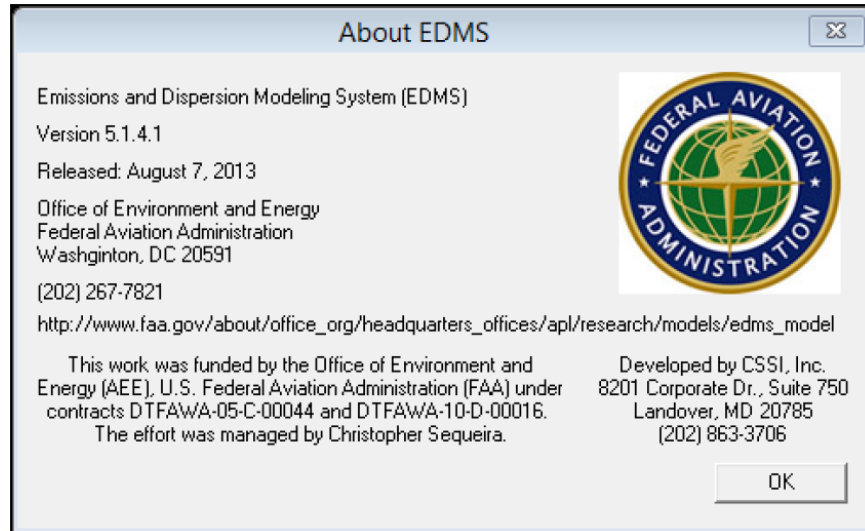 About EDMS
Emissions and Dispersion Modeling System (EDMS)
Version 5.1.4.1
Released: August 7, 2013
Office of Environment and Energy
Federal Aviation Administration
Washginton, DC 20591
(202) 267-7821
FEDERAL AVIATION
ADMINISTRATION
http://www.faa.gov/about/office_org/headquarters_offices/apl/research/models/edms_model
This work was funded by the Office of Environment and
Energy (AEE), U.S. Federal Aviation Administration (FAA) under
contracts DTFAWA-05-C-00044 and DTFAWA-10-D-00016.
The effort was managed by Christopher Sequeira.
Developed by CSSI, Inc.
8201 Corporate Dr., Suite 750
Landover, MD 20785
(202) 863-3706
OK